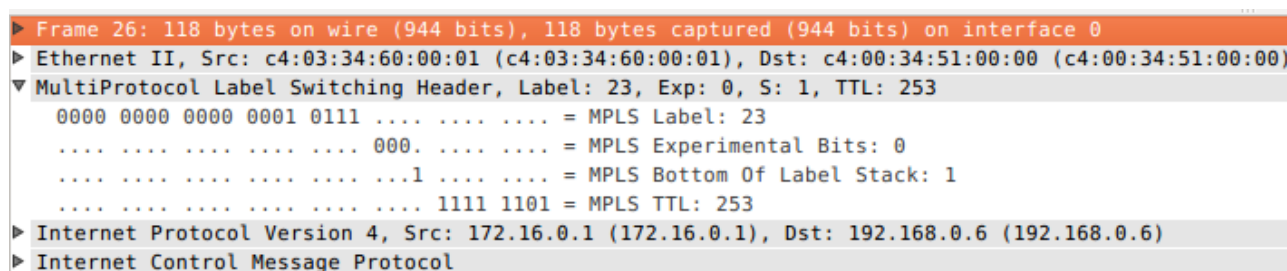 Frame 26: 118 bytes on wire (944 bits), 118 bytes captured (944 bits) on interface 0
Ethernet II, Src: c4:03:34:60:00:01 (c4:03:34:60:00:01), Dst: c4:00:34:51:00:00 (c4:00:34:51:00:00)
MultiProtocol Label Switching Header, Label: 23, Exp: 0, S: 1, TTL: 253
0000 0000 0000 0001 0111 .... .... .... = MPLS Label: 23
.... .... .... .... .... 000. .... .... = MPLS Experimental Bits: 0
.... .... .... .... .... ...1 .... .... = MPLS Bottom Of Label Stack: 1
.... .... .... .... .... .... 1111 1101 = MPLS TTL: 253
Internet Protocol Version 4, Src: 172.16.0.1 (172.16.0.1), Dst: 192.168.0.6 (192.168.0.6)
Internet Control Message Protocol